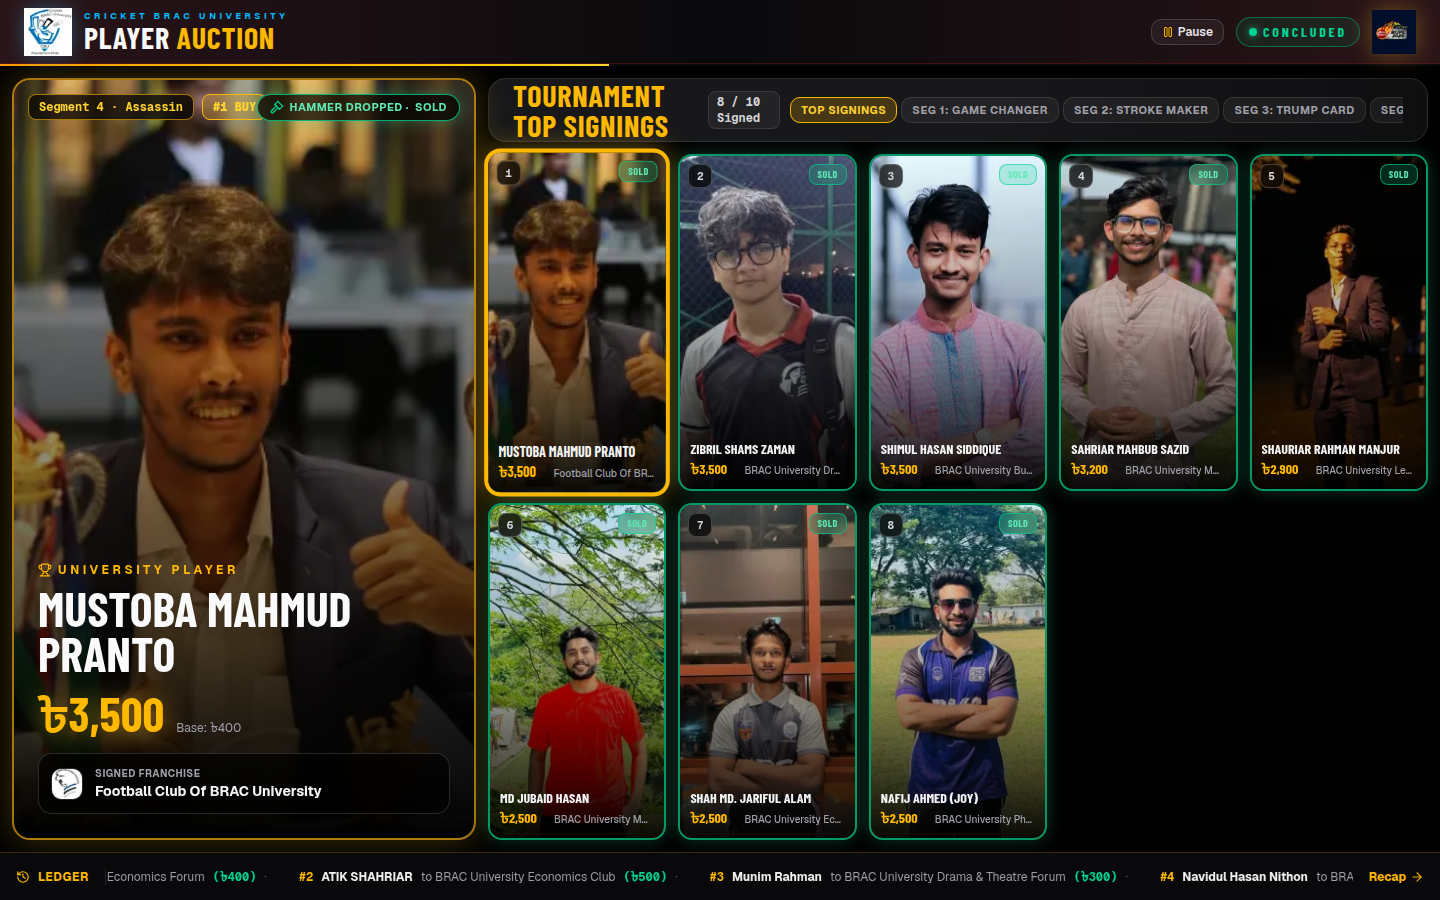 CRICKET BRAC UNIVERSITY
PLAYER AUCTION
Pause
CONCLUDED
Segment 4 · Assassin
#1 BUY
HAMMER DROPPED · SOLD
UNIVERSITY PLAYER
MUSTOBA MAHMUD
PRANTO
৳3,500
Base: ৳400
SIGNED FRANCHISE
Football Club Of BRAC University
TOURNAMENT
TOP SIGNINGS
8 / 10
Signed
TOP SIGNINGS
SEG 1: GAME CHANGER
SEG 2: STROKE MAKER
SEG 3: TRUMP CARD
SEG
1
SOLD
MUSTOBA MAHMUD PRANTO
৳3,500 Football Club Of BR...
2
SOLD
ZIBRIL SHAMS ZAMAN
৳3,500 BRAC University Dr...
3
SOLD
SHIMUL HASAN SIDDIQUE
৳3,500 BRAC University Bu...
4
SOLD
SAHRIAR MAHBUB SAZID
৳3,200 BRAC University M...
5
SOLD
SHAURIAR RAHMAN MANJUR
৳2,900 BRAC University Le...
6
SOLD
MD JUBAID HASAN
৳2,500 BRAC University M...
7
SOLD
SHAH MD. JARIFUL ALAM
৳2,500 BRAC University Ec...
8
SOLD
NAFIJ AHMED (JOY)
৳2,500 BRAC University Ph...
LEDGER
Economics Forum (৳400) · #2 ATIK SHAHRIAR to BRAC University Economics Club (৳500) · #3 Munim Rahman to BRAC University Drama & Theatre Forum (৳300) · #4 Navidul Hasan Nithon to BRA
Recap →